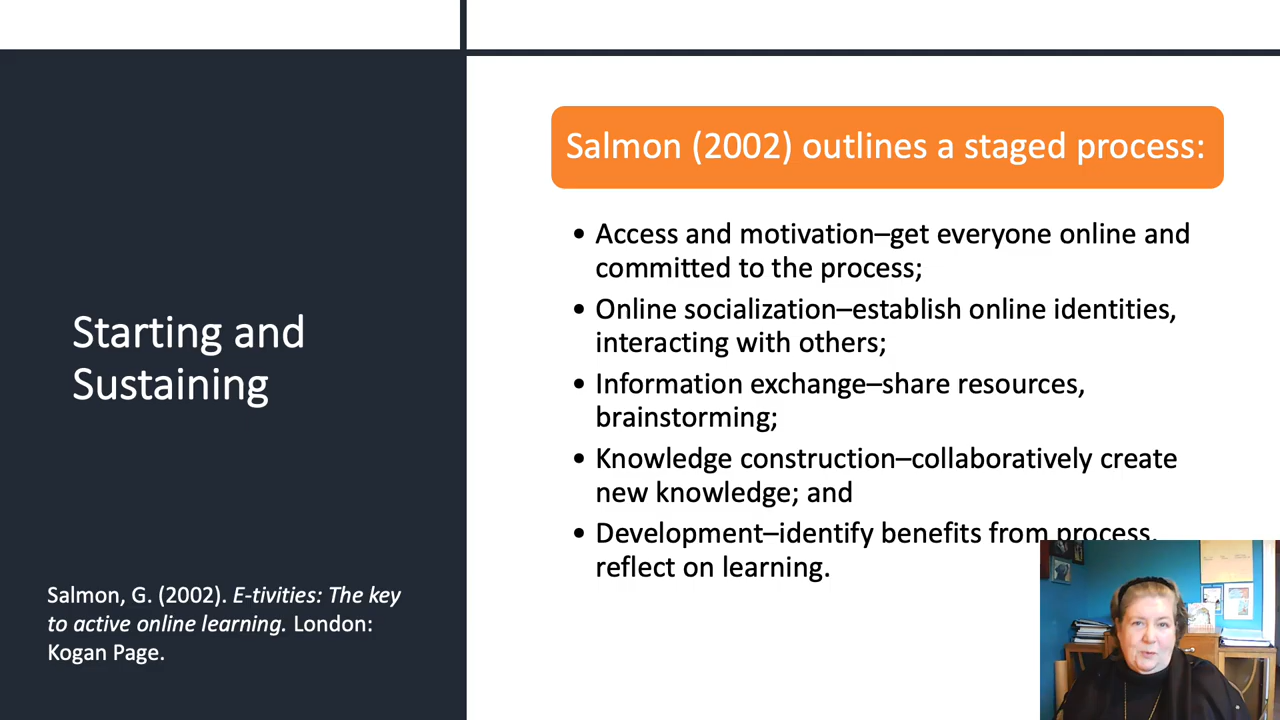 Starting and
Sustaining
Salmon, G. (2002). E-tivities: The key
to active online learning. London:
Kogan Page.
Salmon (2002) outlines a staged process:
• Access and motivation–get everyone online and
committed to the process;
• Online socialization–establish online identities,
interacting with others;
• Information exchange–share resources,
brainstorming;
• Knowledge construction–collaboratively create
new knowledge; and
• Development–identify benefits from process,
reflect on learning.